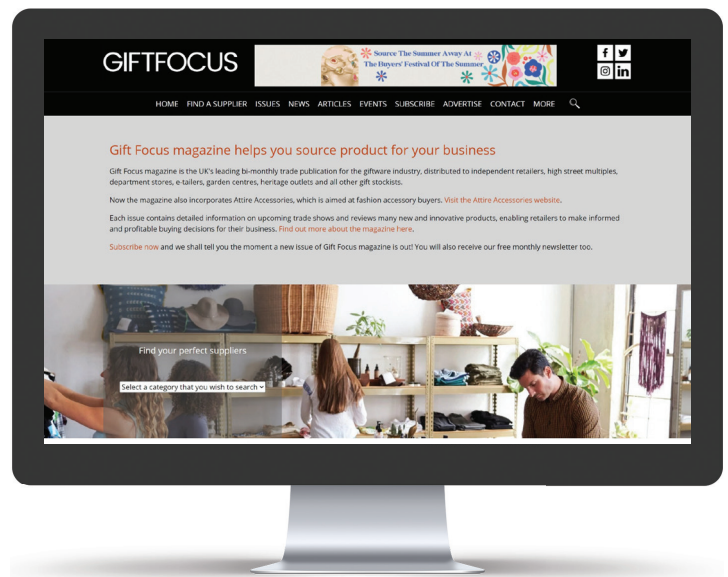 GIFTFOCUS
Source The Summer Away At
The Buyers' Festival Of The Summer
HOME FIND A SUPPLIER ISSUES NEWS ARTICLES EVENTS SUBSCRIBE ADVERTISE CONTACT MORE
Gift Focus magazine helps you source product for your business
Gift Focus magazine is the UK's leading bi-monthly trade publication for the giftware industry, distributed to independent retailers, high street multiples,
department stores, e-tailers, garden centres, heritage outlets and all other gift stockists.
Now the magazine also incorporates Attire Accessories, which is aimed at fashion accessory buyers. Visit the Attire Accessories website.
Each issue contains detailed information on upcoming trade shows and reviews many new and innovative products, enabling retailers to make informed
and profitable buying decisions for their business. Find out more about the magazine here.
Subscribe now and we shall tell you the moment a new issue of Gift Focus magazine is out! You will also receive our free monthly newsletter too.
Find your perfect suppliers
Select a category that you wish to search